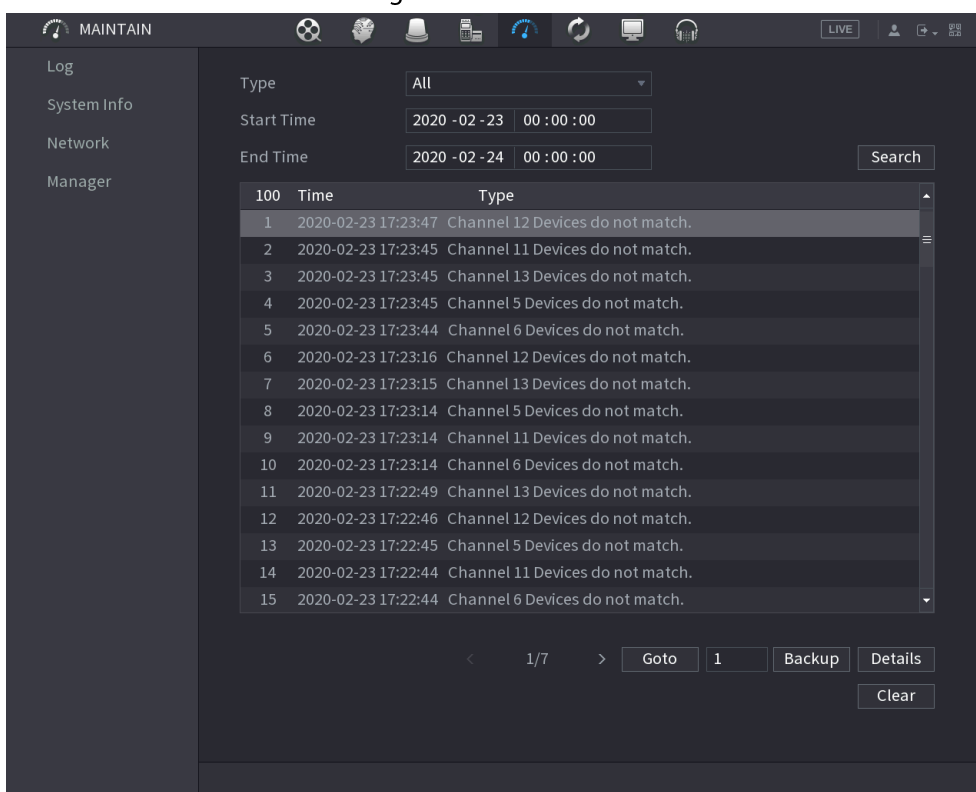 MAINTAIN
LIVE
Log
System Info
Network
Manager
Type All
Start Time 2020 -02 -23 00 : 00 : 00
End Time 2020 -02 -24 00 : 00 : 00
Search
100 Time Type
1 2020-02-23 17:23:47 Channel 12 Devices do not match.
2 2020-02-23 17:23:45 Channel 11 Devices do not match.
3 2020-02-23 17:23:45 Channel 13 Devices do not match.
4 2020-02-23 17:23:45 Channel 5 Devices do not match.
5 2020-02-23 17:23:44 Channel 6 Devices do not match.
6 2020-02-23 17:23:16 Channel 12 Devices do not match.
7 2020-02-23 17:23:15 Channel 13 Devices do not match.
8 2020-02-23 17:23:14 Channel 5 Devices do not match.
9 2020-02-23 17:23:14 Channel 11 Devices do not match.
10 2020-02-23 17:23:14 Channel 6 Devices do not match.
11 2020-02-23 17:22:49 Channel 13 Devices do not match.
12 2020-02-23 17:22:46 Channel 12 Devices do not match.
13 2020-02-23 17:22:45 Channel 5 Devices do not match.
14 2020-02-23 17:22:44 Channel 11 Devices do not match.
15 2020-02-23 17:22:44 Channel 6 Devices do not match.
< 1/7 > Goto 1 Backup Details
Clear